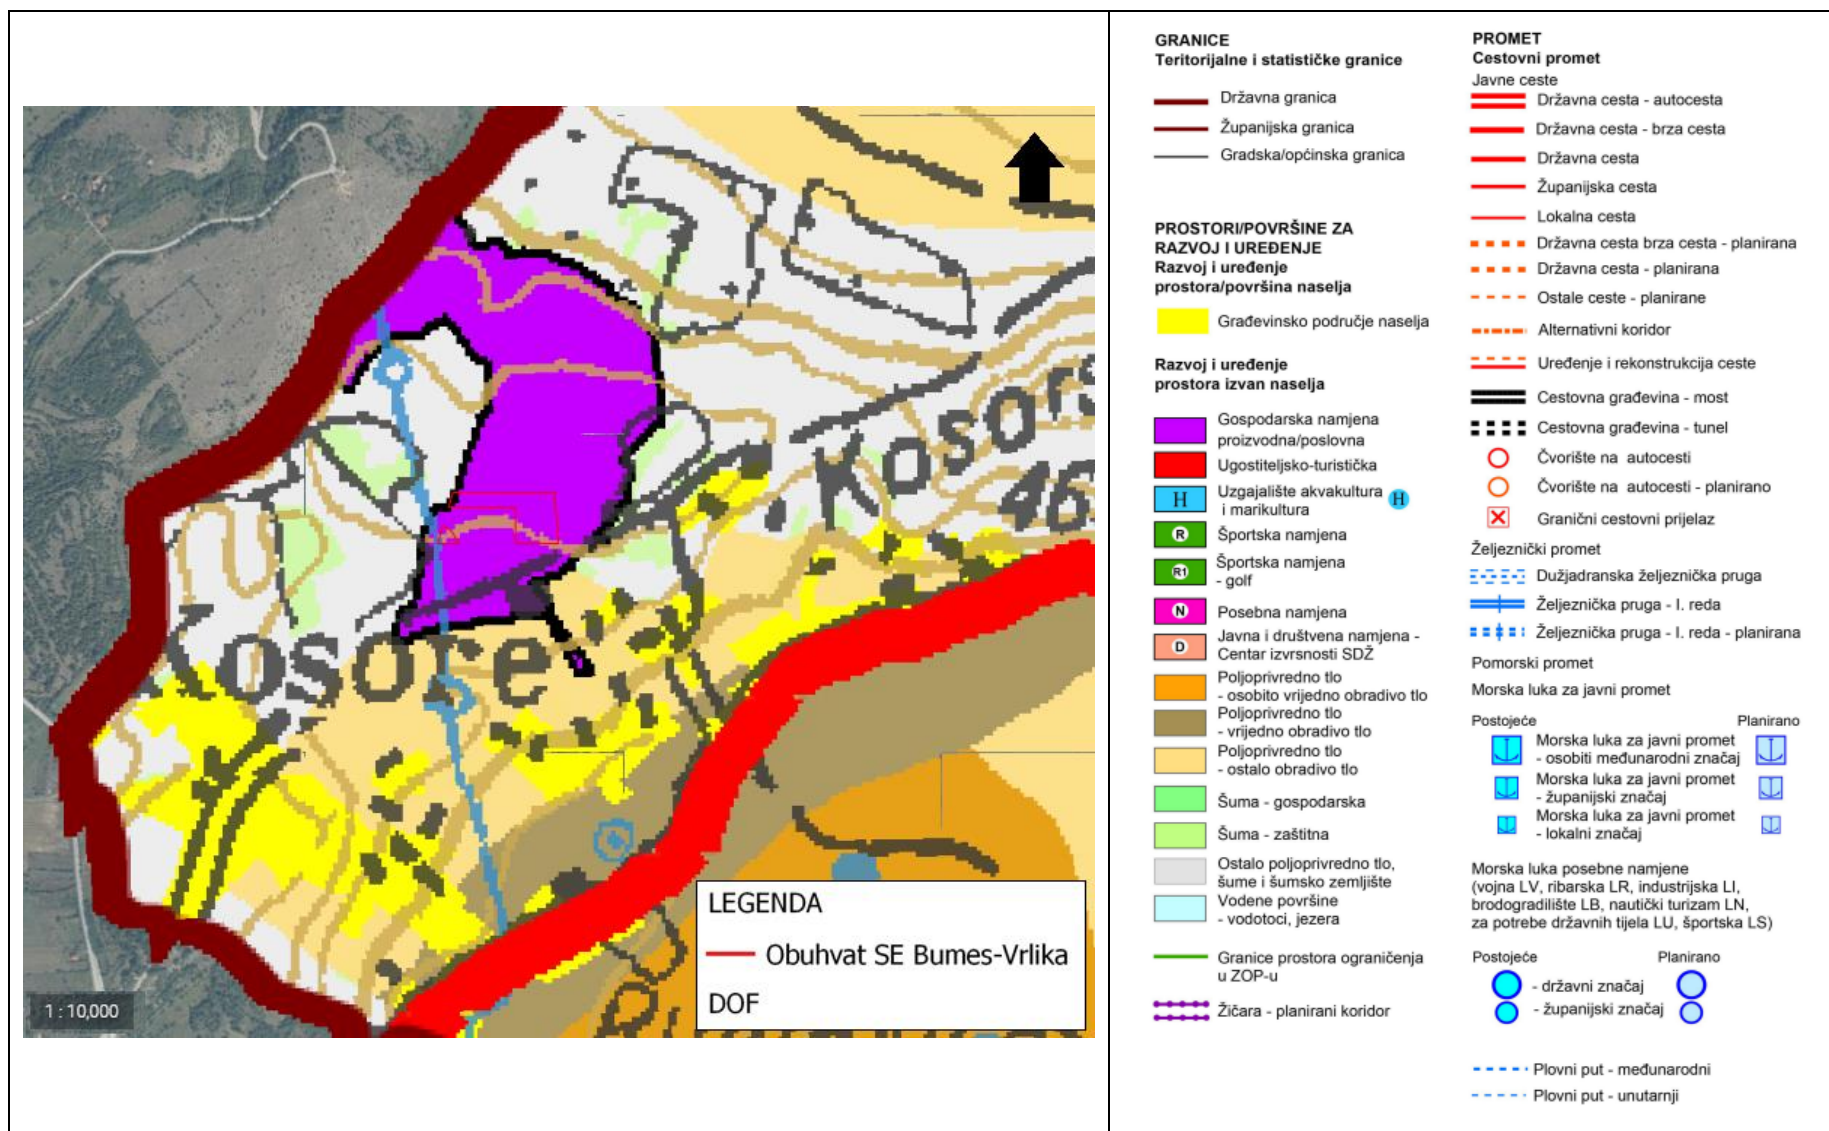 Kosors
46
Kosore
1 : 10,000
LEGENDA
Obuhvat SE Bumes-Vrlika
DOF
GRANICE
Teritorijalne i statističke granice
Državna granica
Županijska granica
Gradska/općinska granica
PROSTORI/POVRŠINE ZA
RAZVOJ I UREĐENJE
Razvoj i uređenje
prostora/površina naselja
Građevinsko područje naselja
Razvoj i uređenje
prostora izvan naselja
Gospodarska namjena
proizvodna/poslovna
Ugostiteljsko-turistička
H Uzgajalište akvakultura H
i marikultura
R Športska namjena
R1 Športska namjena
- golf
N Posebna namjena
D Javna i društvena namjena -
Centar izvrsnosti SDŽ
Poljoprivredno tlo
- osobito vrijedno obradivo tlo
Poljoprivredno tlo
- vrijedno obradivo tlo
Poljoprivredno tlo
- ostalo obradivo tlo
Šuma - gospodarska
Šuma - zaštitna
Ostalo poljoprivredno tlo,
šume i šumsko zemljište
Vodene površine
- vodotoci, jezera
Granice prostora ograničenja
u ZOP-u
Žičara - planirani koridor
PROMET
Cestovni promet
Javne ceste
Državna cesta - autocesta
Državna cesta - brza cesta
Državna cesta
Županijska cesta
Lokalna cesta
Državna cesta brza cesta - planirana
Državna cesta - planirana
Ostale ceste - planirane
Alternativni koridor
Uređenje i rekonstrukcija ceste
Cestovna građevina - most
Cestovna građevina - tunel
Čvorište na autocesti
Čvorište na autocesti - planirano
Granični cestovni prijelaz
Željeznički promet
Dužjadranska željeznička pruga
Željeznička pruga - I. reda
Željeznička pruga - I. reda - planirana
Pomorski promet
Morska luka za javni promet
Postojeće Planirano
Morska luka za javni promet
- osobiti međunarodni značaj
Morska luka za javni promet
- županijski značaj
Morska luka za javni promet
- lokalni značaj
Morska luka posebne namjene
(vojna LV, ribarska LR, industrijska LI,
brodogradilište LB, nautički turizam LN,
za potrebe državnih tijela LU, športska LS)
Postojeće Planirano
- državni značaj
- županijski značaj
Plovni put - međunarodni
Plovni put - unutarnji